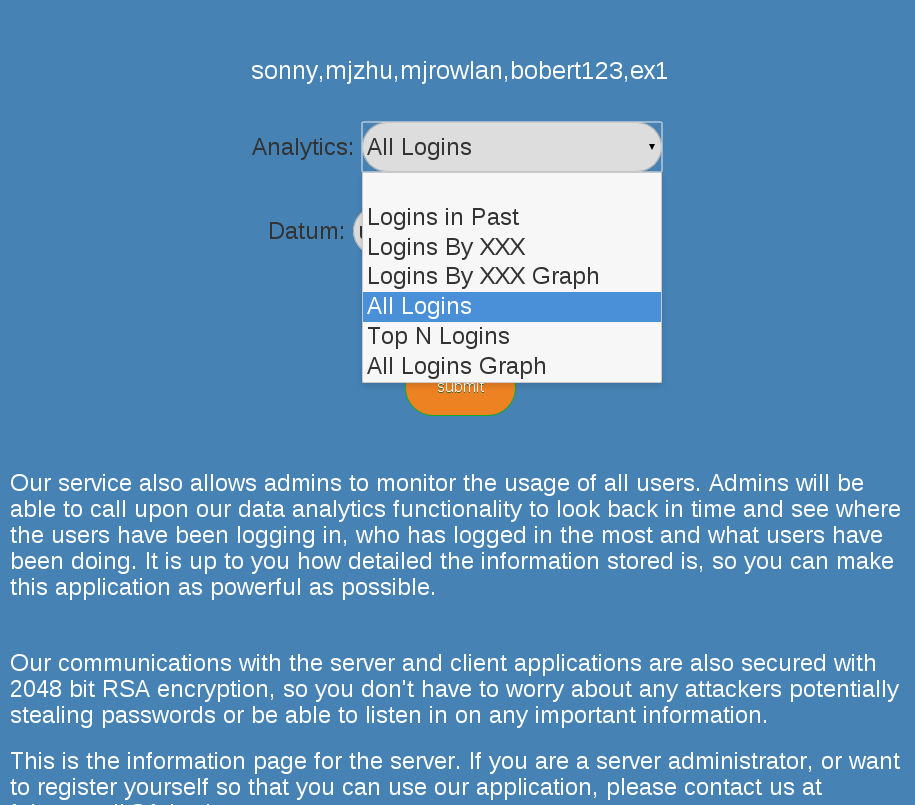 sonny,mjzhu,mjrowlan,bobert123,ex1
Analytics: All Logins
Logins in Past
Datum:
Logins By XXX
Logins By XXX Graph
All Logins
Top N Logins
All Logins Graph
submit
Our service also allows admins to monitor the usage of all users. Admins will be
able to call upon our data analytics functionality to look back in time and see where
the users have been logging in, who has logged in the most and what users have
been doing. It is up to you how detailed the information stored is, so you can make
this application as powerful as possible.
Our communications with the server and client applications are also secured with
2048 bit RSA encryption, so you don't have to worry about any attackers potentially
stealing passwords or be able to listen in on any important information.
This is the information page for the server. If you are a server administrator, or want
to register yourself so that you can use our application, please contact us at